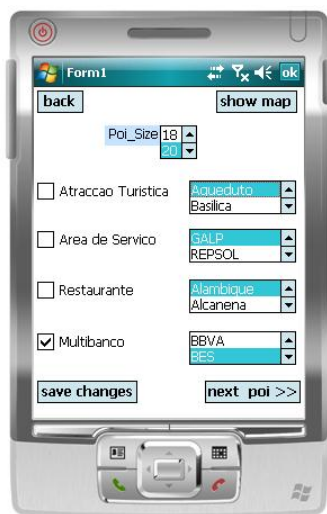 Form1 ok
back show map
Poi_Size 18
20
Atraccao Turistica Aqueduto
Basilica
Area de Servico GALP
REPSOL
Restaurante Alambique
Alcanena
Multibanco BBVA
BES
save changes next poi >>